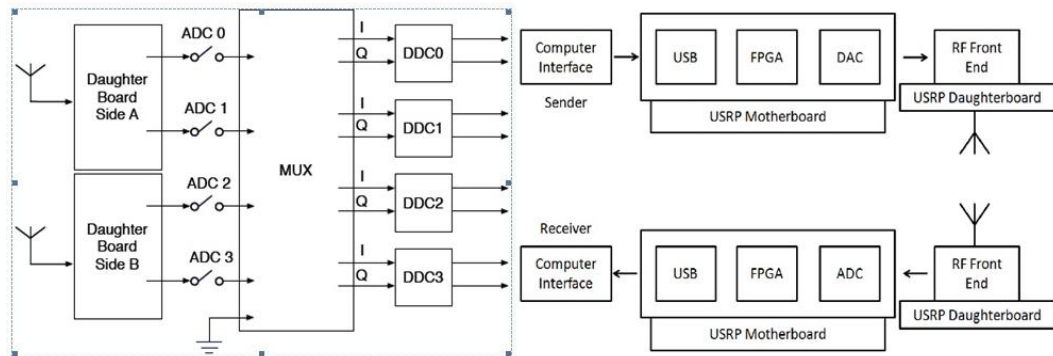 ADC 0
Daughter
Board
Side A
ADC 1
ADC 2
Daughter
Board
Side B
ADC 3
MUX
I
Q
DDC0
I
Q
DDC1
I
Q
DDC2
I
Q
DDC3
Computer
Interface
Sender
USB
FPGA
DAC
USRP Motherboard
RF Front
End
USRP Daughterboard
Receiver
Computer
Interface
USB
FPGA
ADC
USRP Motherboard
RF Front
End
USRP Daughterboard